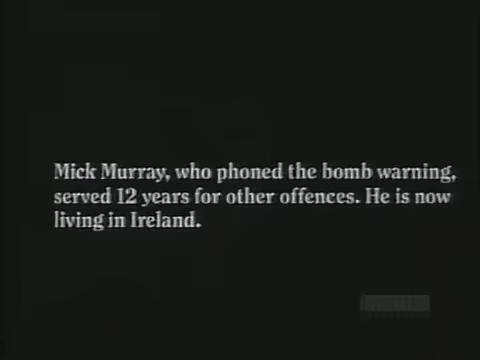 Mick Murray, who phoned the bomb warning,
served 12 years for other offences. He is now
living in Ireland.